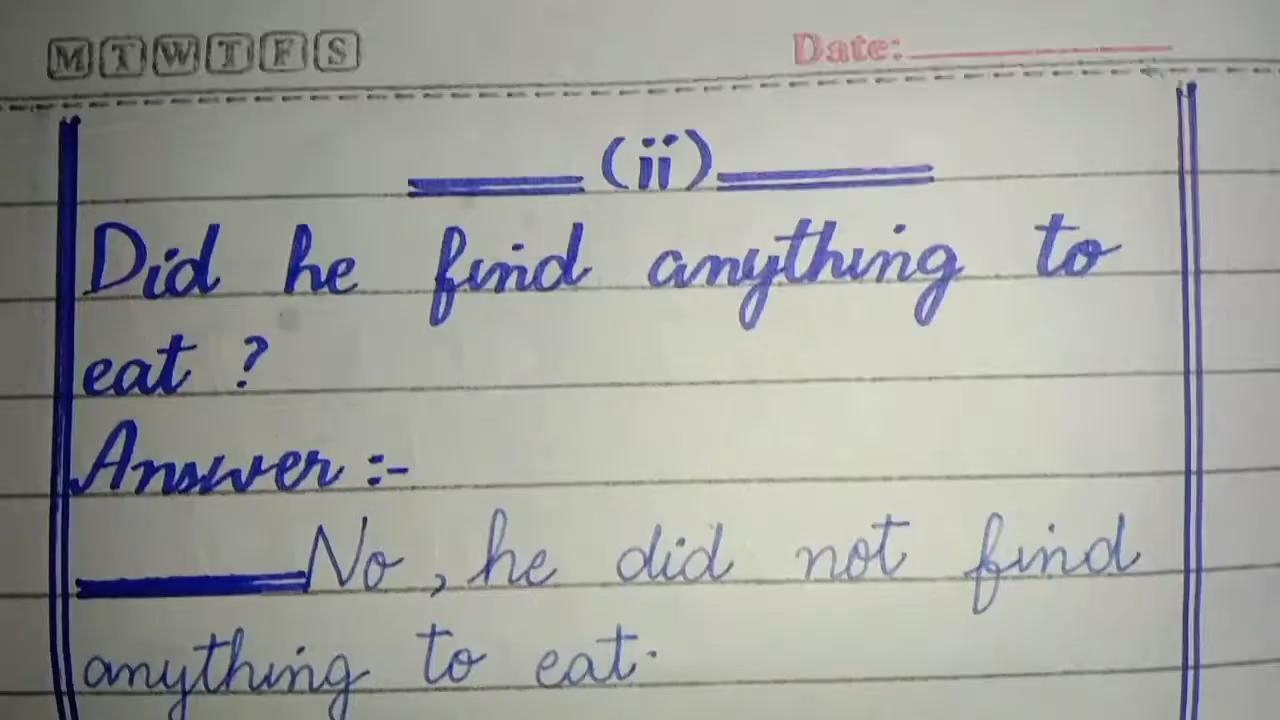 M T W T F S
Date:
(ii)
Did he find anything to
eat ?
Answer :-
No, he did not find
anything to eat.